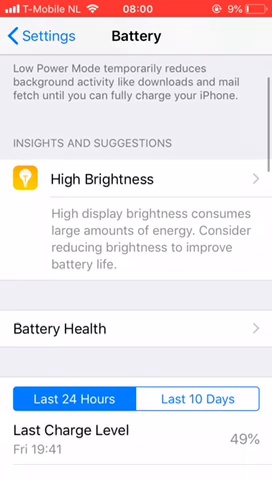 T-Mobile NL 08:00 9%
Settings Battery
Low Power Mode temporarily reduces
background activity like downloads and mail
fetch until you can fully charge your iPhone.
INSIGHTS AND SUGGESTIONS
High Brightness
High display brightness consumes
large amounts of energy. Consider
reducing brightness to improve
battery life.
Battery Health
Last 24 Hours Last 10 Days
Last Charge Level
49%
Fri 19:41